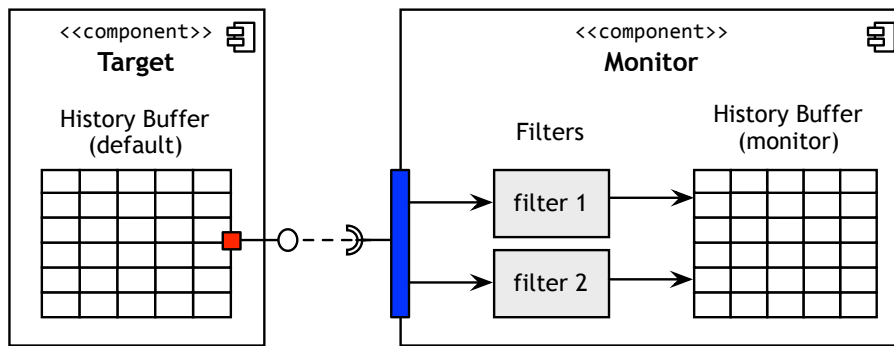 <<component>>
Target
History Buffer
(default)
<<component>>
Monitor
Filters
filter 1
filter 2
History Buffer
(monitor)